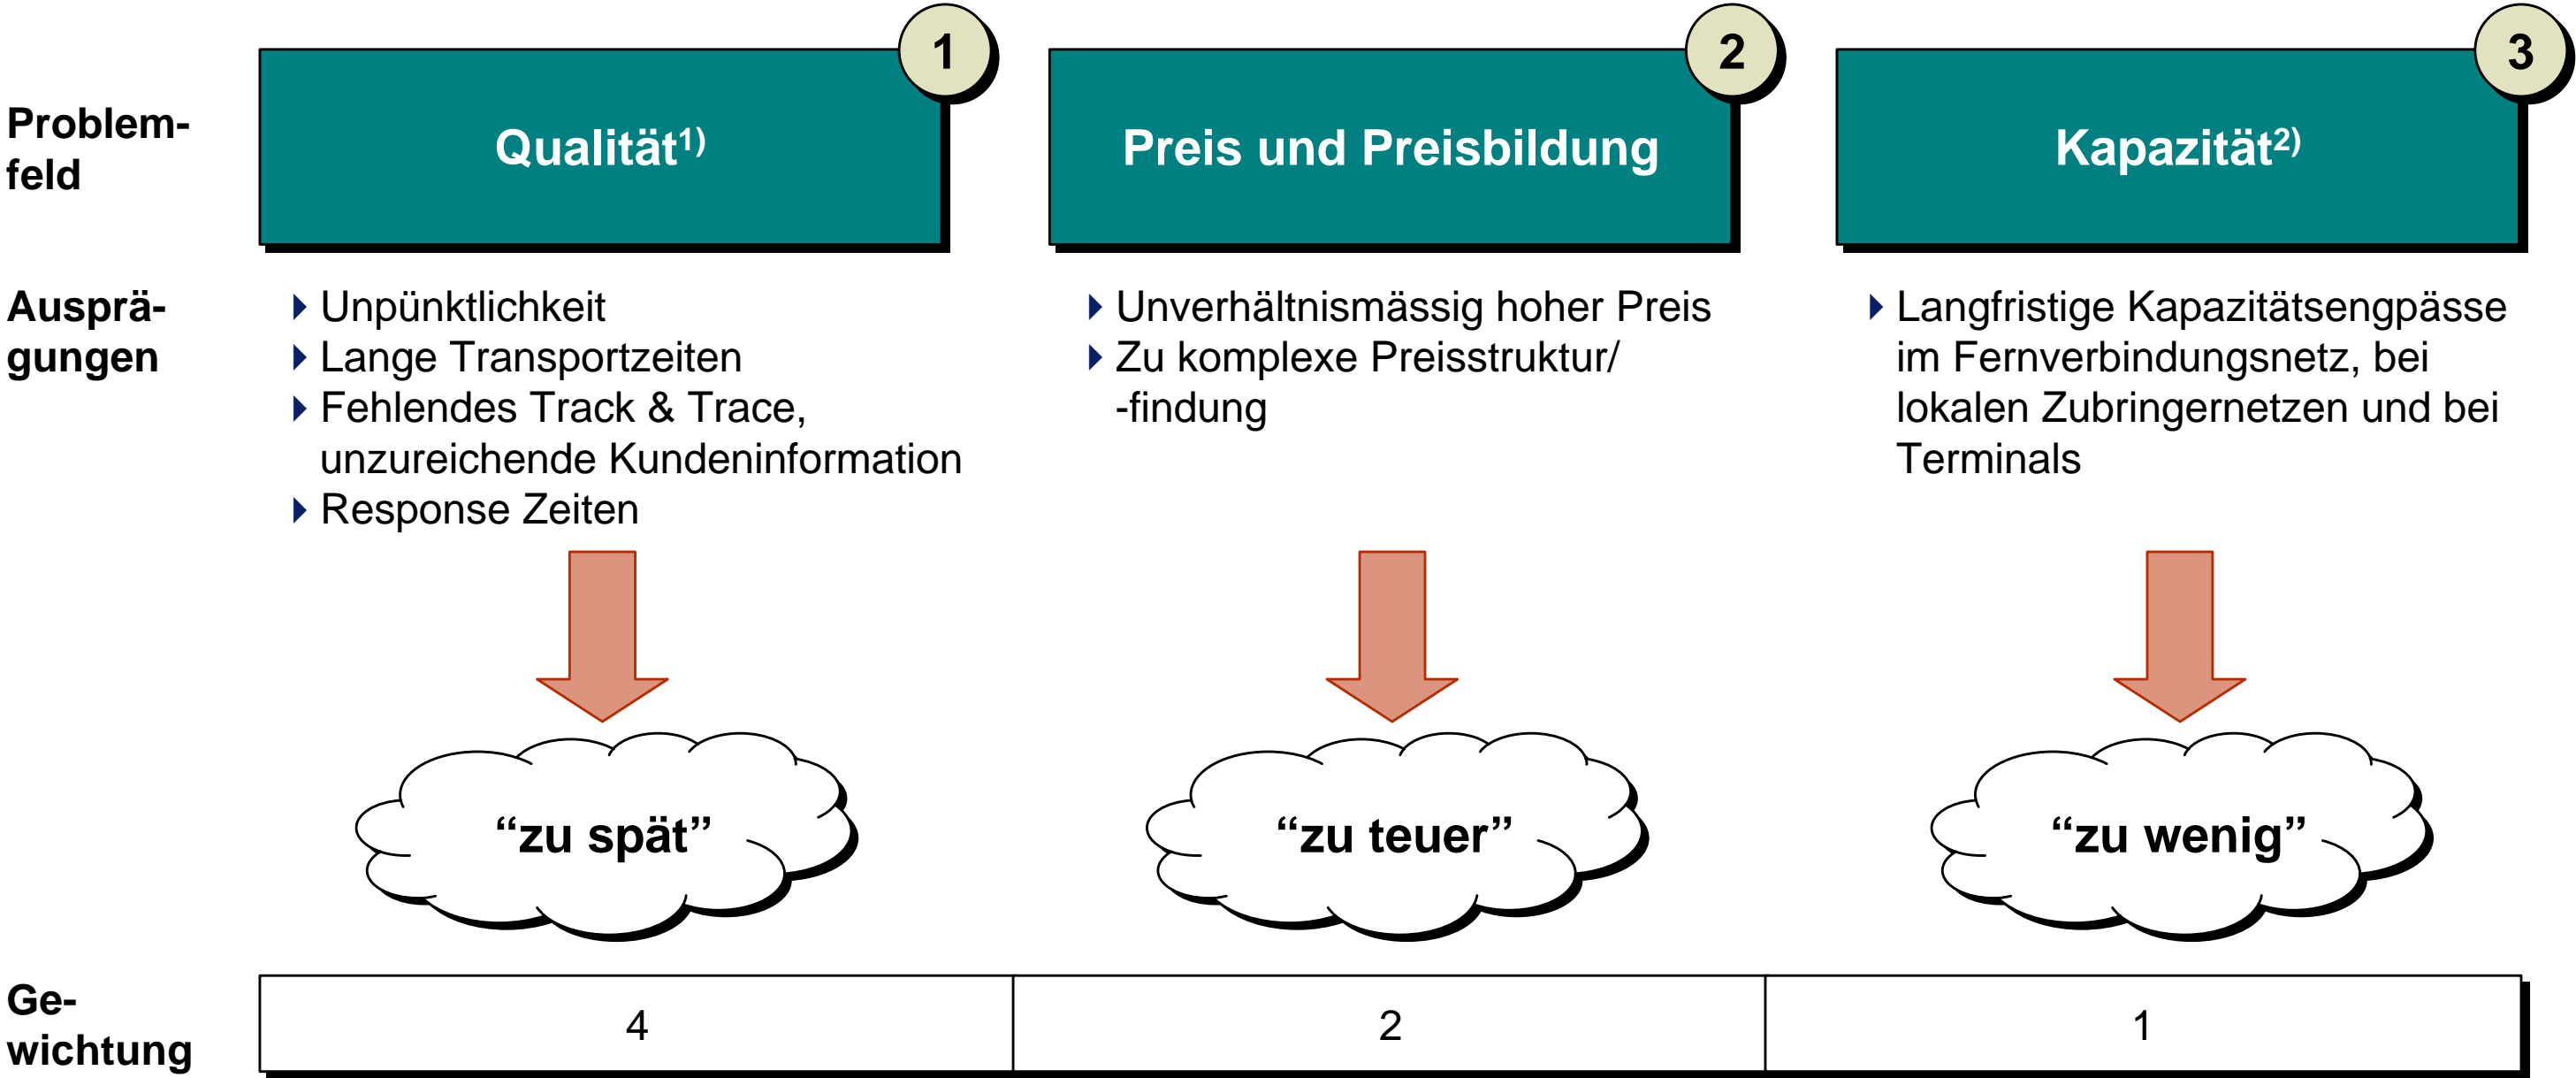 1
2
3
Problem-
feld
Qualität1)
Preis und Preisbildung
Kapazität2)
Ausprä-
gungen
Unpünktlichkeit
Lange Transportzeiten
Fehlendes Track & Trace,
unzureichende Kundeninformation
Response Zeiten
Unverhältnismässig hoher Preis
Zu komplexe Preisstruktur/
-findung
Langfristige Kapazitätsengpässe
im Fernverbindungsnetz, bei
lokalen Zubringernetzen und bei
Terminals
“zu spät”
“zu teuer”
“zu wenig”
Ge-
wichtung
4
2
1